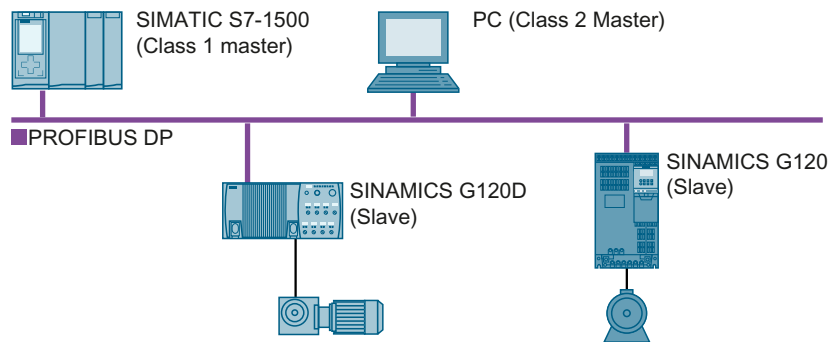 SIMATIC S7-1500
(Class 1 master)
PC (Class 2 Master)
PROFIBUS DP
SINAMICS G120D
(Slave)
SINAMICS G120
(Slave)